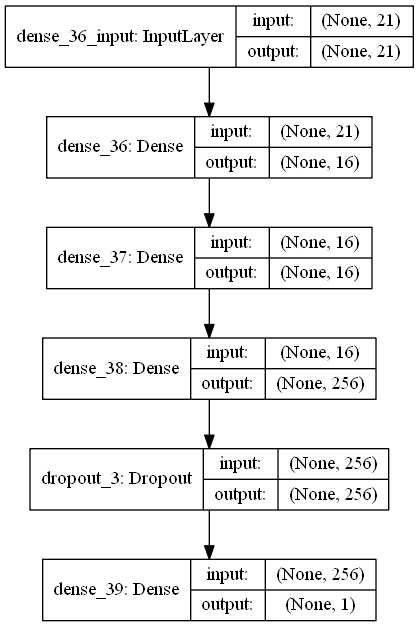 dense_36_input: InputLayer
input: (None, 21)
output: (None, 21)
dense_36: Dense
input: (None, 21)
output: (None, 16)
dense_37: Dense
input: (None, 16)
output: (None, 16)
dense_38: Dense
input: (None, 16)
output: (None, 256)
dropout_3: Dropout
input: (None, 256)
output: (None, 256)
dense_39: Dense
input: (None, 256)
output: (None, 1)